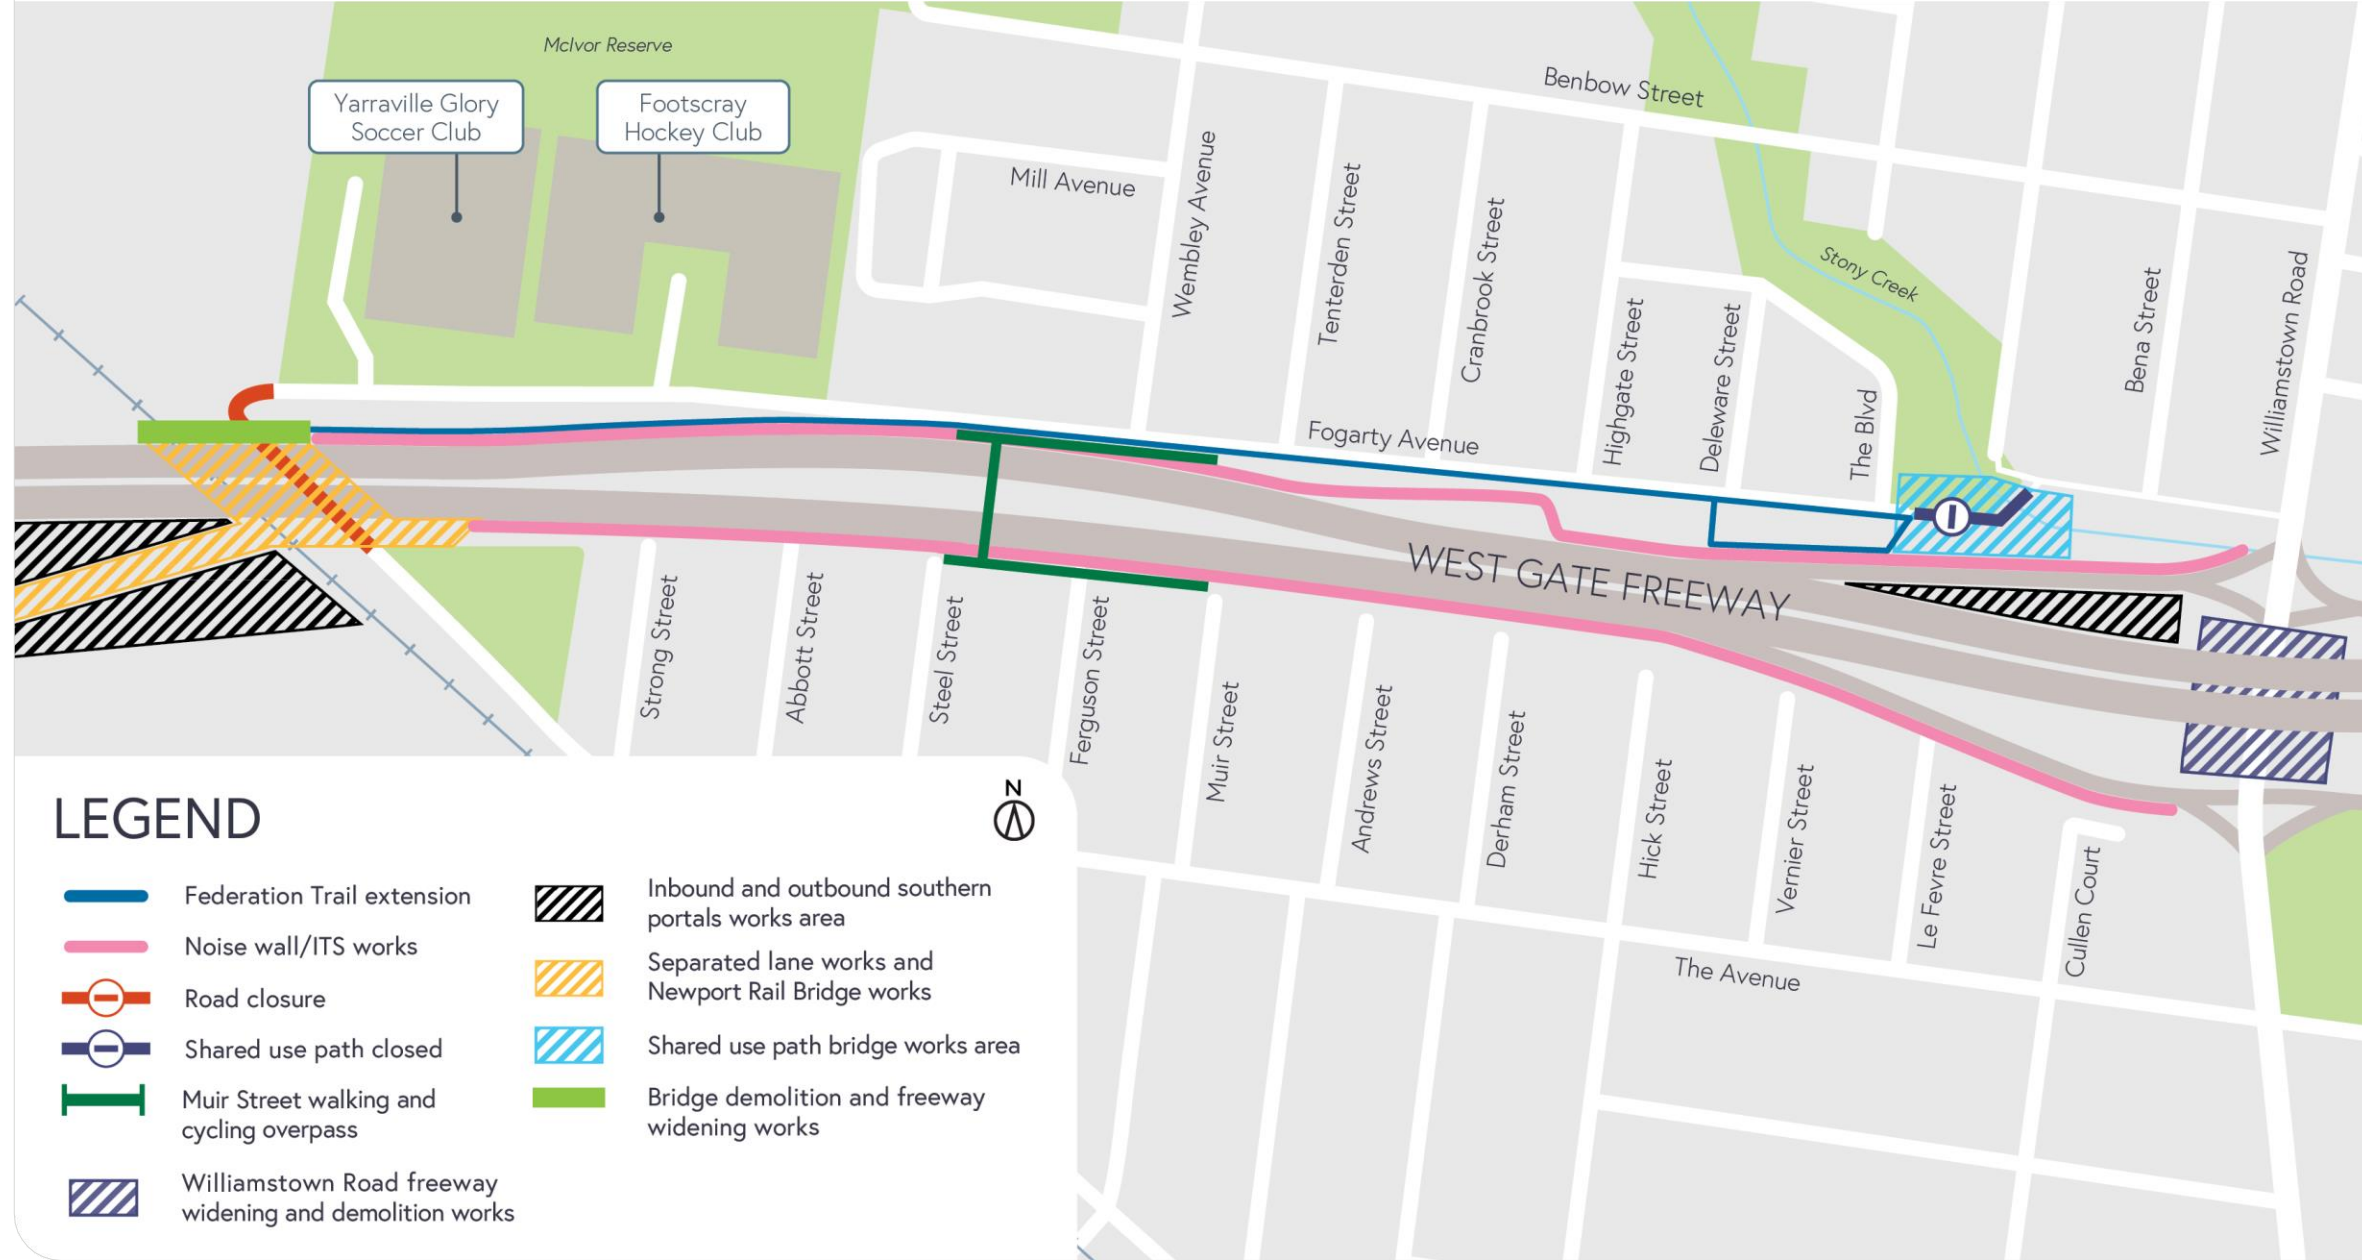 McIvor Reserve
Yarraville Glory
Soccer Club
Footscray
Hockey Club
Benbow Street
Mill Avenue
Wembley Avenue
Tenterden Street
Cranbrook Street
Highgate Street
Deleware Street
The Blvd
Stony Creek
Bena Street
Williamstown Road
Fogarty Avenue
WEST GATE FREEWAY
Strong Street
Abbott Street
Steel Street
Ferguson Street
Muir Street
Andrews Street
Derham Street
Hick Street
Vernier Street
Le Fevre Street
Cullen Court
The Avenue
LEGEND
N
Federation Trail extension
Noise wall/ITS works
Road closure
Shared use path closed
Muir Street walking and
cycling overpass
Williamstown Road freeway
widening and demolition works
Inbound and outbound southern
portals works area
Separated lane works and
Newport Rail Bridge works
Shared use path bridge works area
Bridge demolition and freeway
widening works